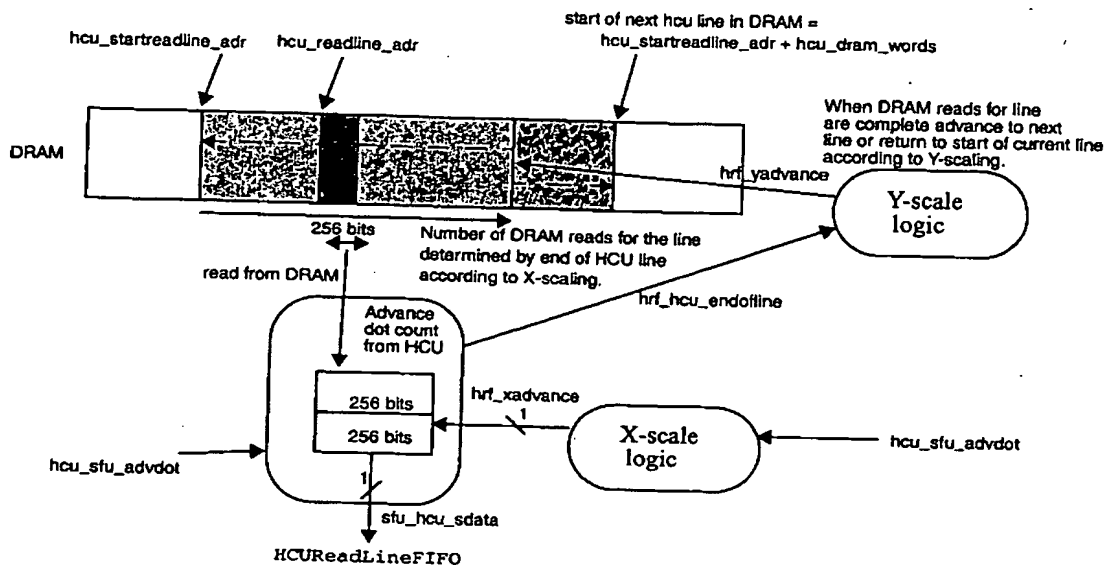 start of next hcu line in DRAM =
hcu_startreadline_adr + hcu_dram_words
hcu_startreadline_adr
hcu_readline_adr
When DRAM reads for line
are complete advance to next
line or return to start of current line
according to Y-scaling.
DRAM
hrf_yadvance
Y-scale
logic
256 bits
Number of DRAM reads for the line
detarmined by end of HCU line
according to X-scaling.
read from DRAM
hrf_hcu_endofline
Advance
dot count
from HCU
hrf_xadvance
1
256 bits
256 bits
X-scale
logic
hcu_sfu_advdot
hcu_sfu_advdot
1
sfu_hcu_sdata
HCUReadLineFIFO